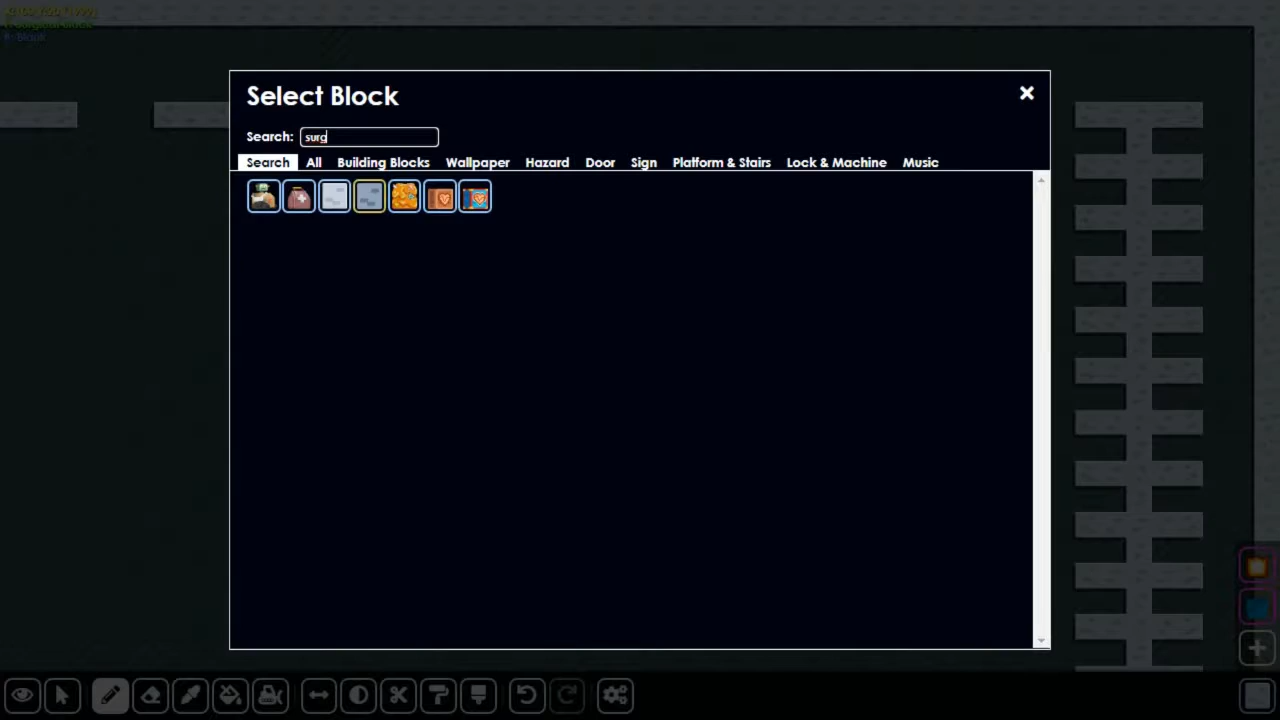 Select Block
Search: surg
Search All Building Blocks Wallpaper Hazard Door Sign Platform & Stairs Lock & Machine Music